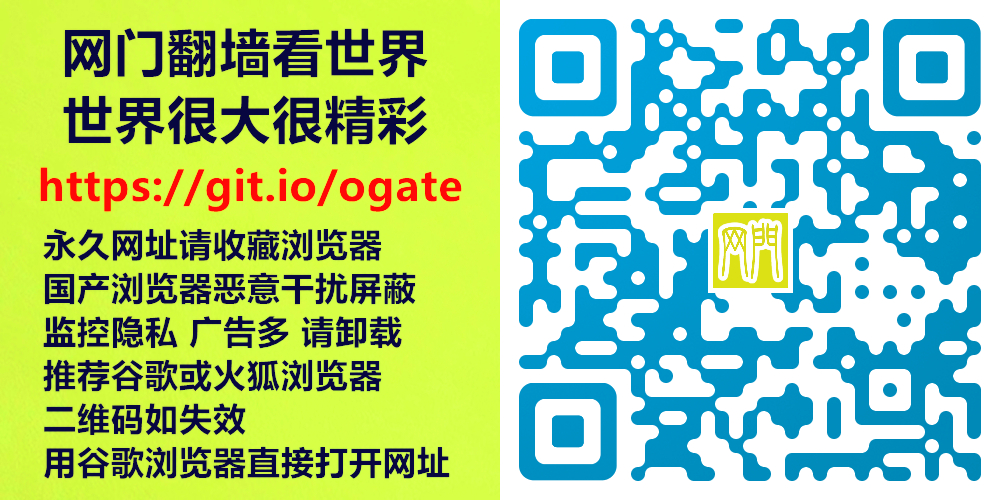 网门翻墙看世界
世界很大很精彩
https://git.io/ogate
永久网址请收藏浏览器
国产浏览器恶意干扰屏蔽
监控隐私 广告多 请卸载
推荐谷歌或火狐浏览器
二维码如失效
用谷歌浏览器直接打开网址
网門